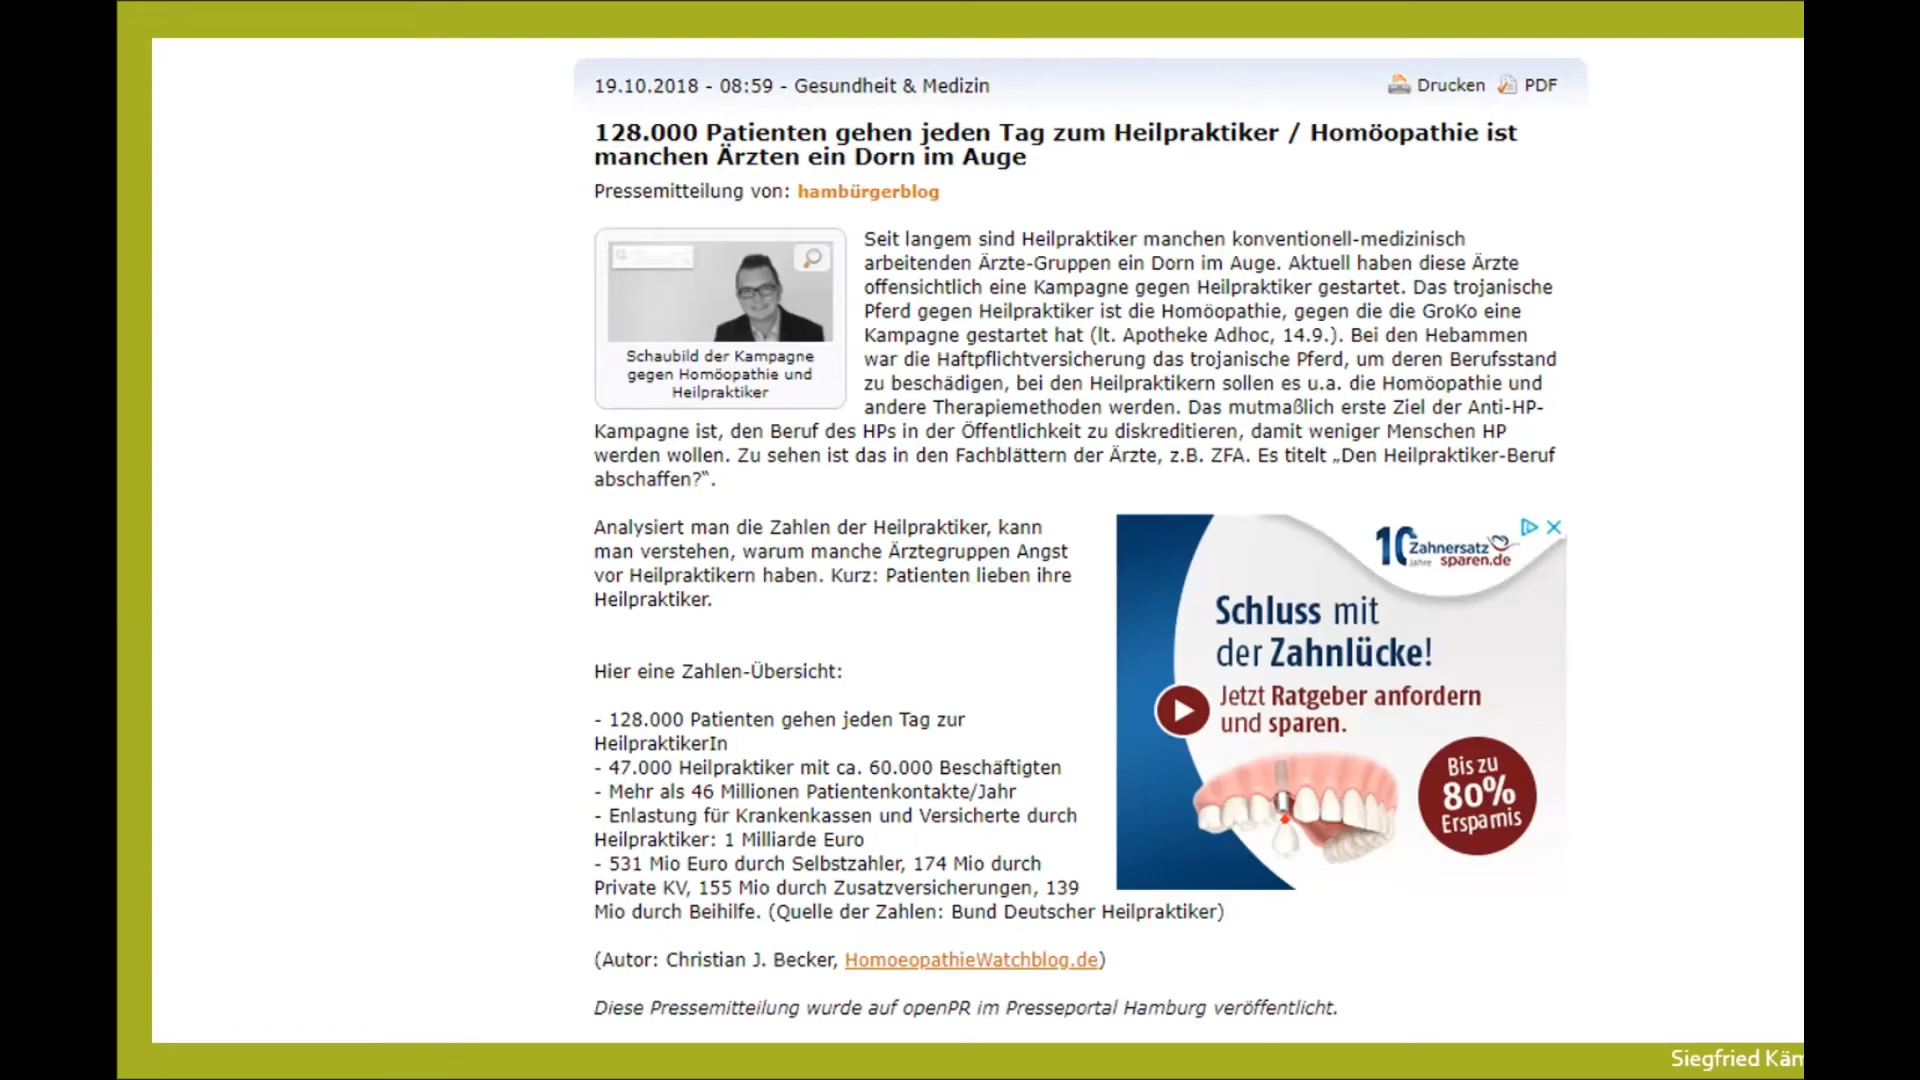 19.10.2018 - 08:59 - Gesundheit & Medizin
Drucken PDF
128.000 Patienten gehen jeden Tag zum Heilpraktiker / Homöopathie ist
manchen Ärzten ein Dorn im Auge
Pressemitteilung von: hambürgerblog
Schaubild der Kampagne
gegen Homöopathie und
Heilpraktiker
Seit langem sind Heilpraktiker manchen konventionell-medizinisch
arbeitenden Ärzte-Gruppen ein Dorn im Auge. Aktuell haben diese Ärzte
offensichtlich eine Kampagne gegen Heilpraktiker gestartet. Das trojanische
Pferd gegen Heilpraktiker ist die Homöopathie, gegen die die GroKo eine
Kampagne gestartet hat (lt. Apotheke Adhoc, 14.9.). Bei den Hebammen
war die Haftpflichtversicherung das trojanische Pferd, um deren Berufsstand
zu beschädigen, bei den Heilpraktikern sollen es u.a. die Homöopathie und
andere Therapiemethoden werden. Das mutmaßlich erste Ziel der Anti-HP-
Kampagne ist, den Beruf des HPs in der Öffentlichkeit zu diskreditieren, damit weniger Menschen HP
werden wollen. Zu sehen ist das in den Fachblättern der Ärzte, z.B. ZFA. Es titelt „Den Heilpraktiker-Beruf
abschaffen?“.
Analysiert man die Zahlen der Heilpraktiker, kann
man verstehen, warum manche Ärztegruppen Angst
vor Heilpraktikern haben. Kurz: Patienten lieben ihre
Heilpraktiker.
Hier eine Zahlen-Übersicht:
- 128.000 Patienten gehen jeden Tag zur
HeilpraktikerIn
- 47.000 Heilpraktiker mit ca. 60.000 Beschäftigten
- Mehr als 46 Millionen Patientenkontakte/Jahr
- Enlastung für Krankenkassen und Versicherte durch
Heilpraktiker: 1 Milliarde Euro
- 531 Mio Euro durch Selbstzahler, 174 Mio durch
Private KV, 155 Mio durch Zusatzversicherungen, 139
Mio durch Beihilfe. (Quelle der Zahlen: Bund Deutscher Heilpraktiker)
(Autor: Christian J. Becker, HomoeopathieWatchblog.de)
Diese Pressemitteilung wurde auf openPR im Presseportal Hamburg veröffentlicht.
10 Jahre
Zahnersatz
sparen.de
Schluss mit
der Zahnlücke!
Jetzt Ratgeber anfordern
und sparen.
Bis zu
80%
Ersparnis
Siegfried Käm